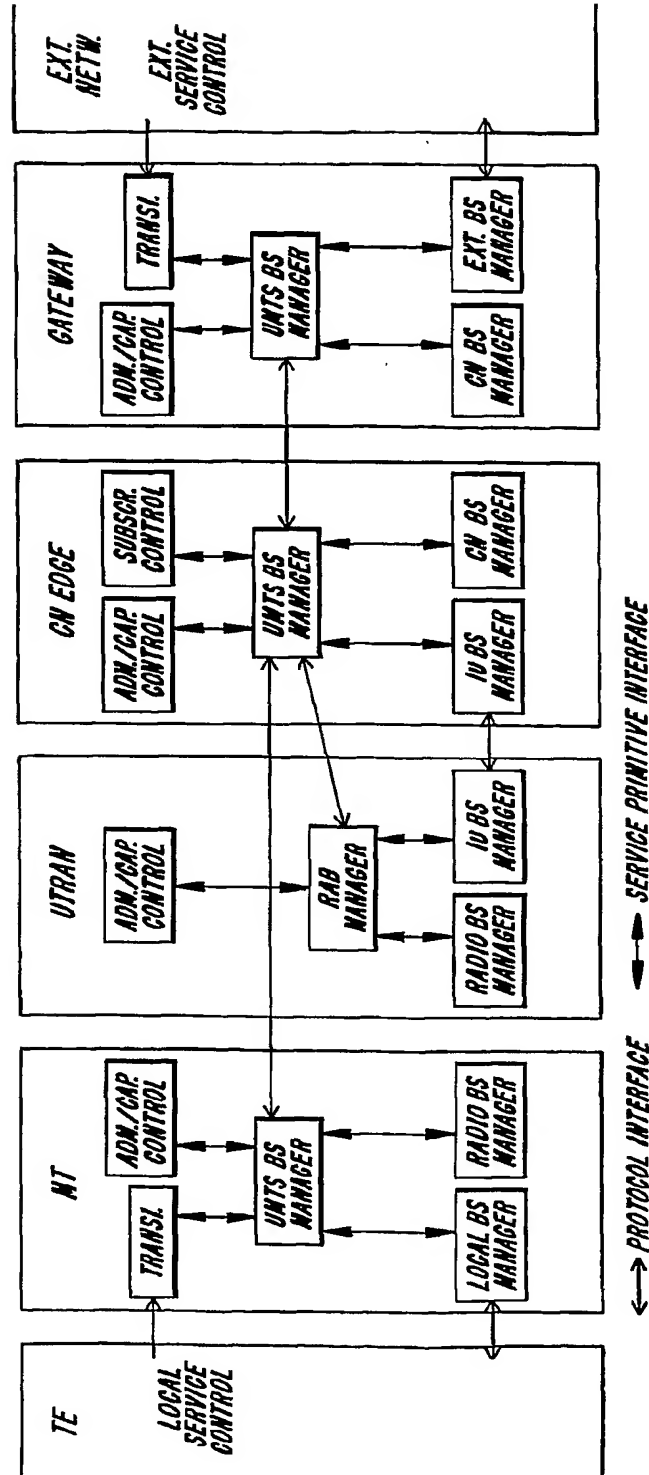 TE
LOCAL
SERVICE
CONTROL
MT
TRANSL.
ADM./CAP.
CONTROL
UMTS BS
MANAGER
LOCAL BS
MANAGER
RADIO BS
MANAGER
UTRAN
ADM./CAP.
CONTROL
RAB
MANAGER
RADIO BS
MANAGER
IU BS
MANAGER
CN EDGE
ADM./CAP.
CONTROL
SUBSCR.
CONTROL
UMTS BS
MANAGER
IU BS
MANAGER
CN BS
MANAGER
GATEWAY
ADM./CAP.
CONTROL
TRANSL.
UMTS BS
MANAGER
CN BS
MANAGER
EXT. BS
MANAGER
EXT.
NETW.
EXT.
SERVICE
CONTROL
PROTOCOL INTERFACE
SERVICE PRIMITIVE INTERFACE